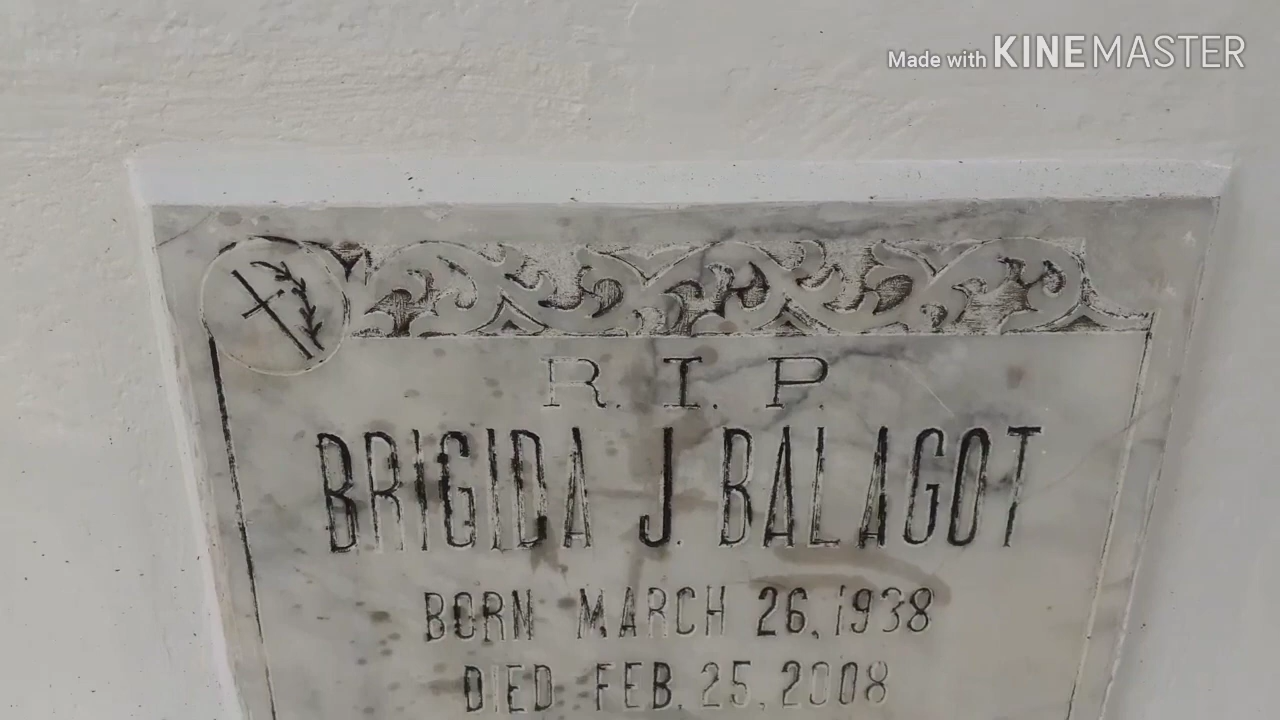 Made with KINEMASTER
R. I. P.
BRIGIDA J. BALAGOT
BORN MARCH 26, 1938
DIED FEB. 25, 2008